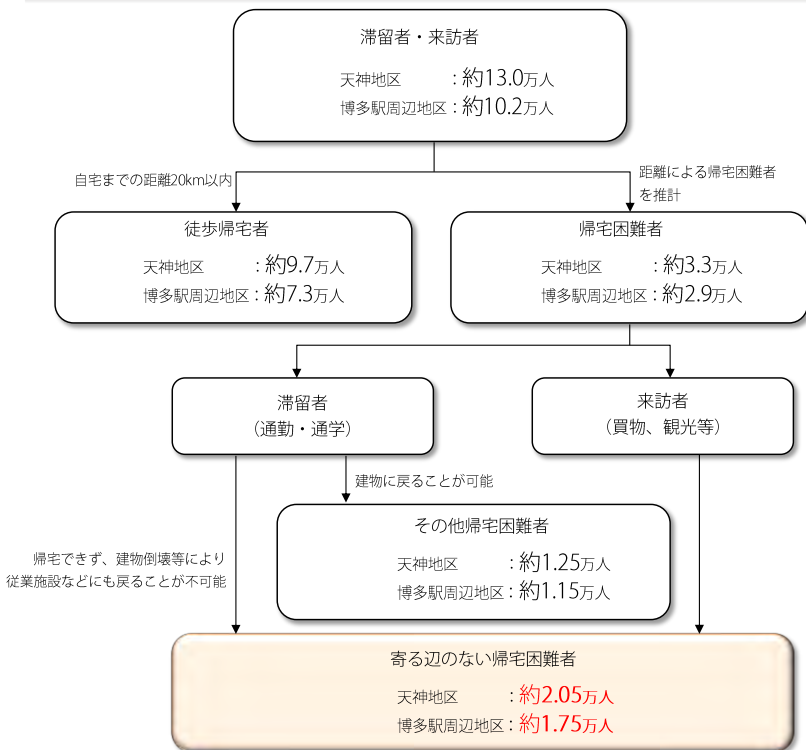 滞留者・来訪者
天神地区　　　：約13.0万人
博多駅周辺地区：約10.2万人
自宅までの距離20km以内
距離による帰宅困難者
を推計
徒歩帰宅者
天神地区　　　：約9.7万人
博多駅周辺地区：約7.3万人
帰宅困難者
天神地区　　　：約3.3万人
博多駅周辺地区：約2.9万人
滞留者
（通勤・通学）
来訪者
（買物、観光等）
建物に戻ることが可能
その他帰宅困難者
天神地区　　　：約1.25万人
博多駅周辺地区：約1.15万人
帰宅できず、建物倒壊等により
従業施設などにも戻ることが不可能
寄る辺のない帰宅困難者
天神地区　　　：約2.05万人
博多駅周辺地区：約1.75万人